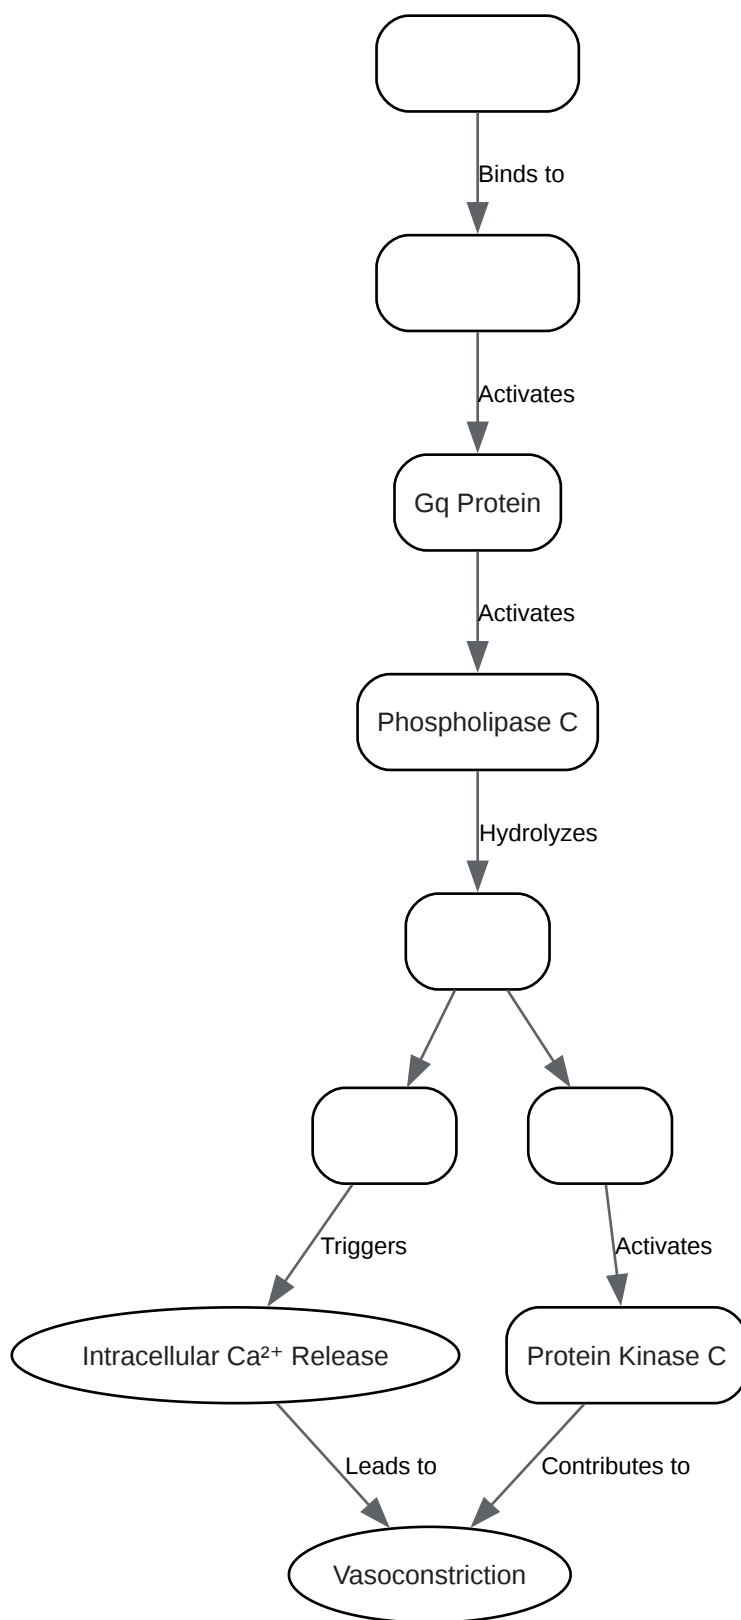 Binds to
Activates
Gq Protein
Activates
Phospholipase C
Hydrolyzes
Triggers
Activates
Intracellular Ca²⁺ Release
Protein Kinase C
Leads to
Contributes to
Vasoconstriction